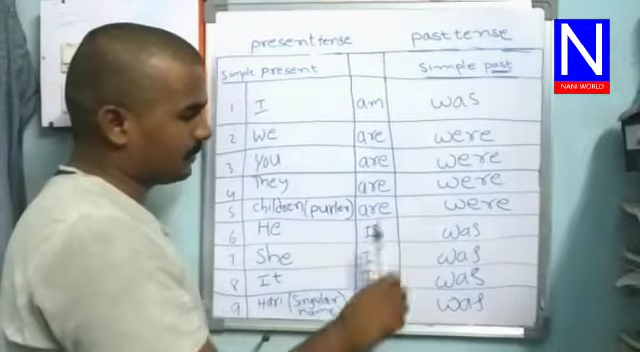 present tense past tense
simple present simple past
1 I am was
2 We are were
3 You are were
4 They are were
5 children (purler) are were
6 He Is was
7 She I was
8 It was
9 Hari (singular name was
N
NANI WORLD